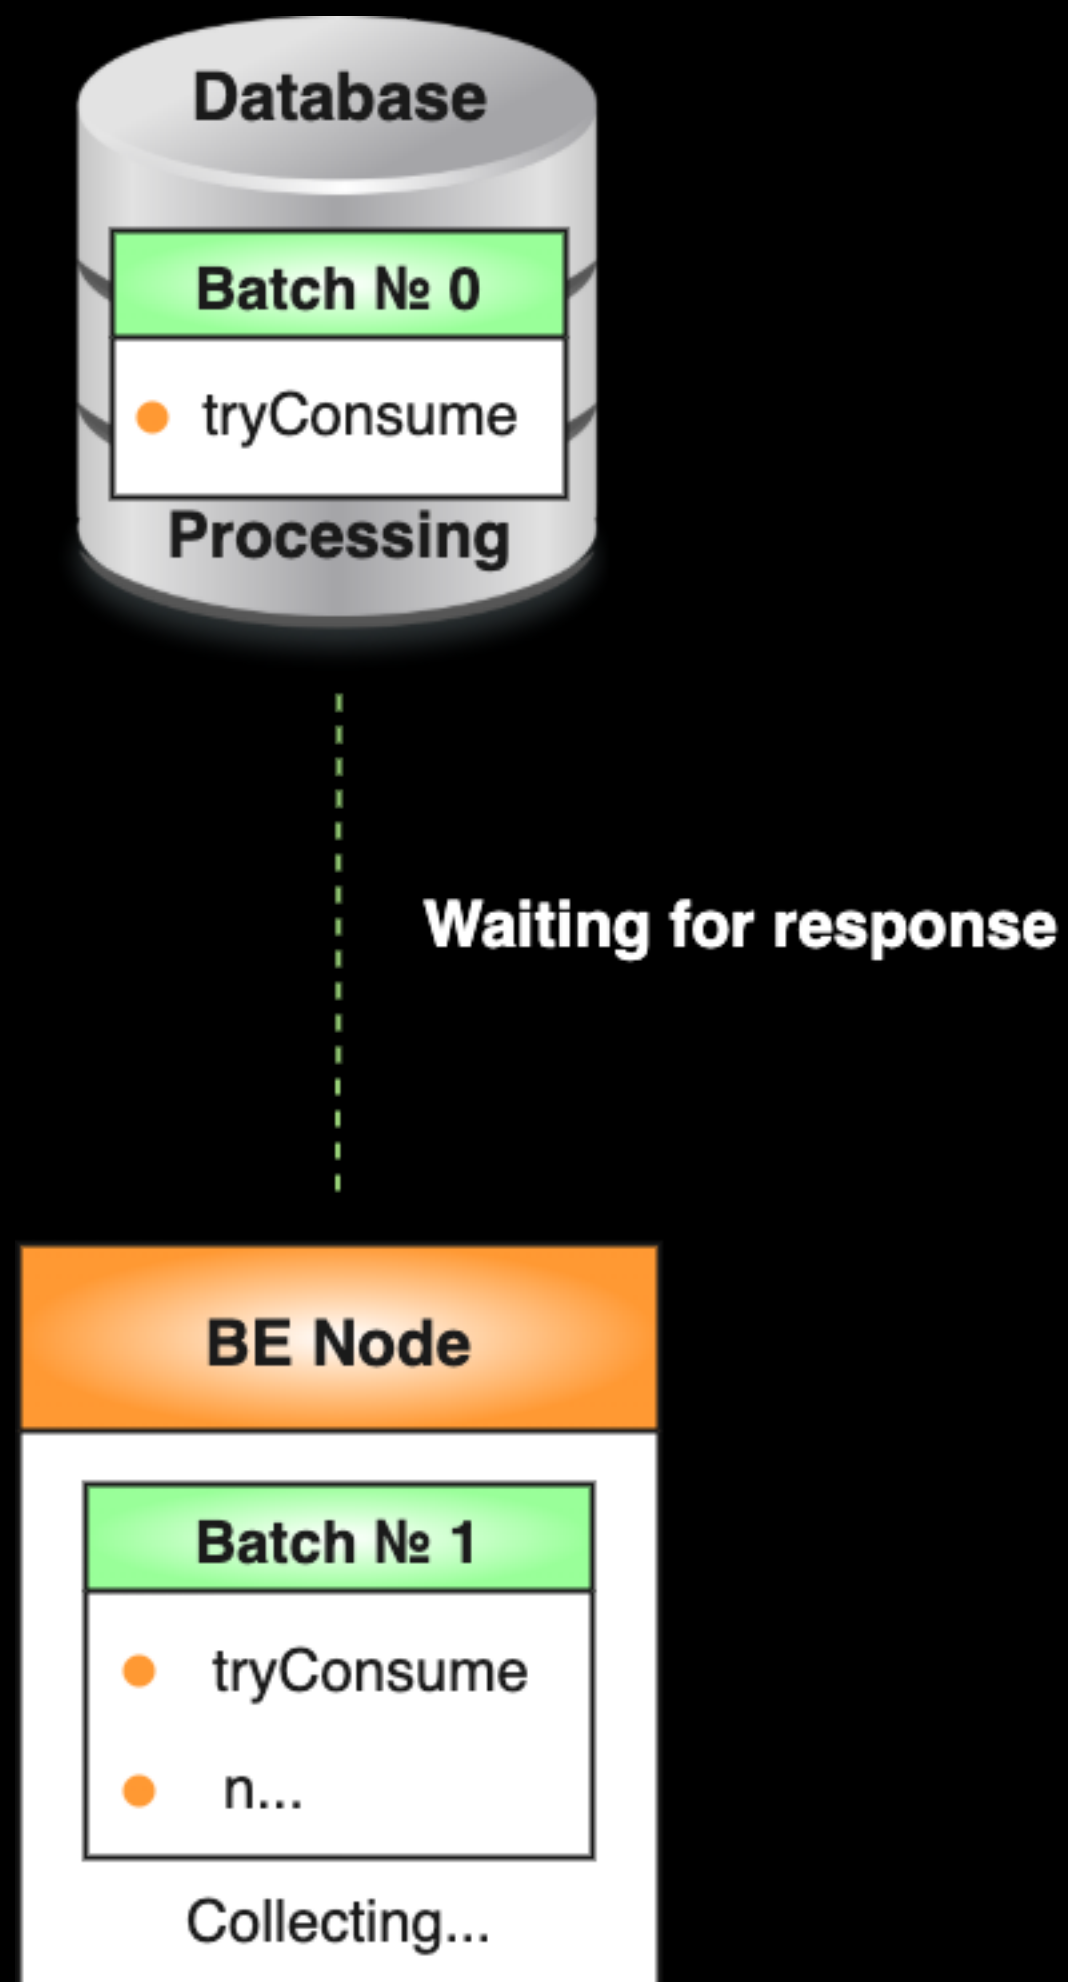 Database
Batch № 0
tryConsume
Processing
Waiting for response
BE Node
Batch № 1
tryConsume
n...
Collecting...